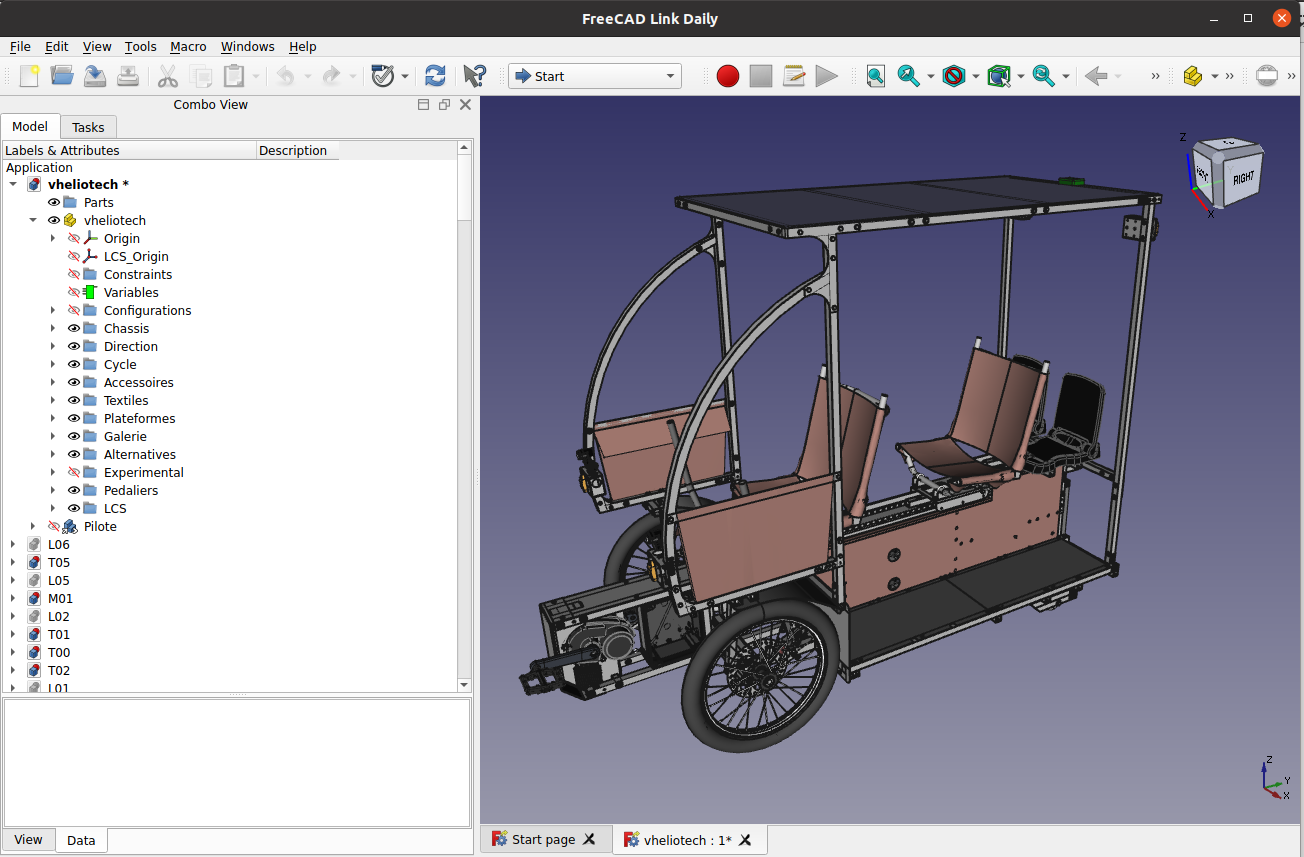 FreeCAD Link Daily
File Edit View Tools Macro Windows Help
Start
Combo View
Model Tasks
Labels & Attributes Description
Application
vheliotech *
Parts
vheliotech
Origin
LCS_Origin
Constraints
Variables
Configurations
Chassis
Direction
Cycle
Accessoires
Textiles
Plateformes
Galerie
Alternatives
Experimental
Pedaliers
LCS
Pilote
L06
T05
L05
M01
L02
T01
T00
T02
L01
View Data
Z
RIGHT
X
Z
Y
X
Start page vheliotech : 1*